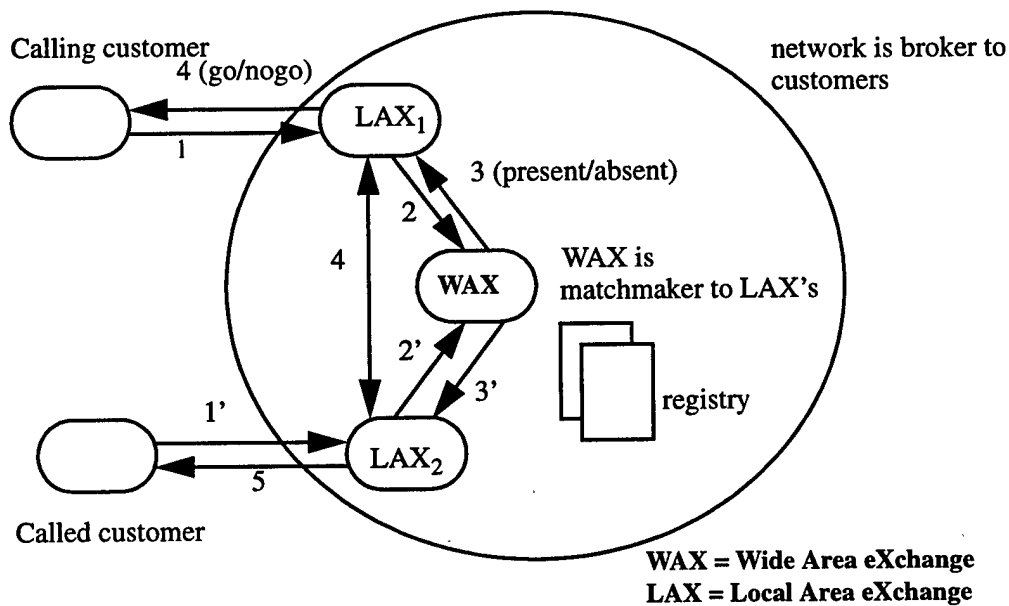 Calling customer
4 (go/nogo)
1
LAX1
network is broker to
customers
3 (present/absent)
2
4
WAX
WAX is
matchmaker to LAX's
2'
3'
registry
1'
LAX2
5
Called customer
WAX = Wide Area eXchange
LAX = Local Area eXchange